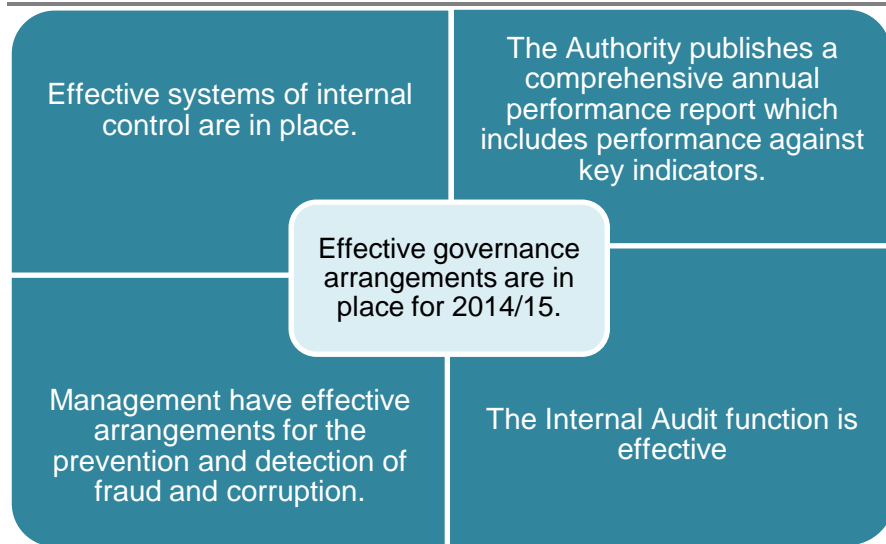 Effective systems of internal
control are in place.
The Authority publishes a
comprehensive annual
performance report which
includes performance against
key indicators.
Effective governance
arrangements are in
place for 2014/15.
Management have effective
arrangements for the
prevention and detection of
fraud and corruption.
The Internal Audit function is
effective